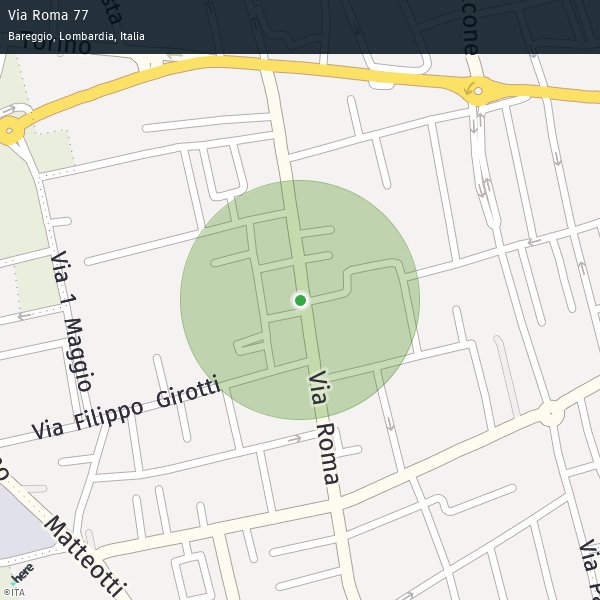 Via Roma 77
Bareggio, Lombardia, Italia
Torino
cone
Via 1 Maggio
Via Roma
Via Filippo Girotti
Matteotti
Via
here
©ITA